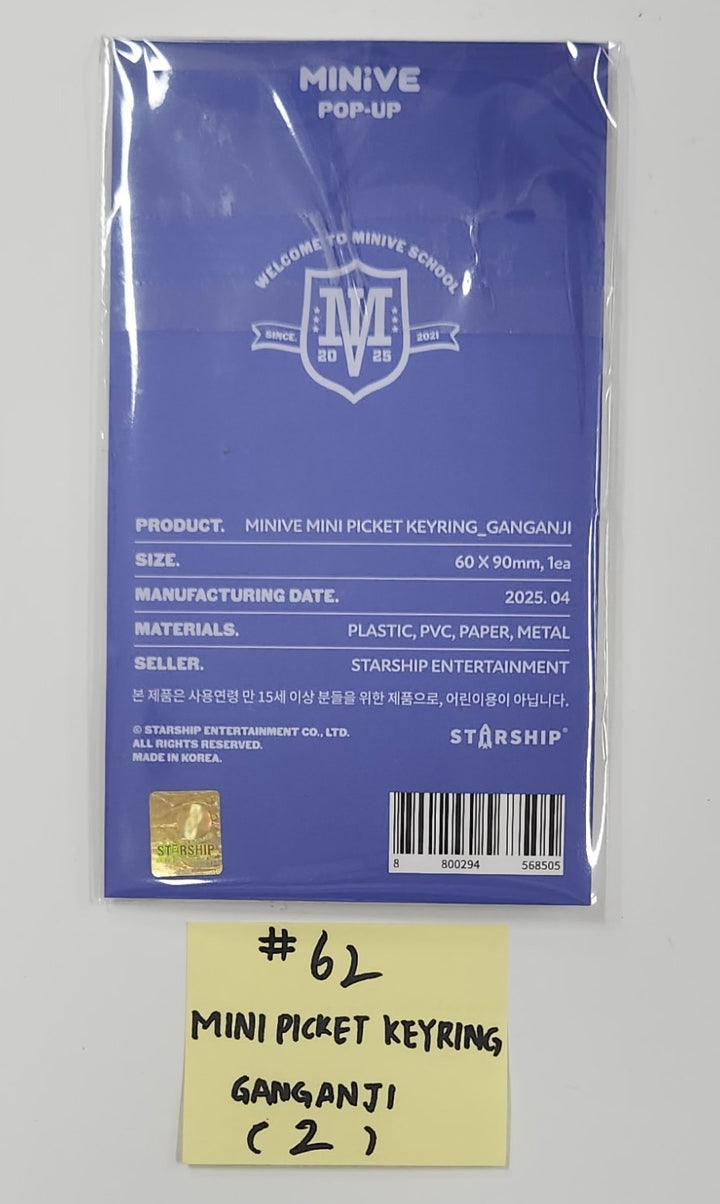 MINiVE
POP-UP
WELCOME TO MINIVE SCHOOL
MV
SINCE. 2021
20 25
PRODUCT. MINIVE MINI PICKET KEYRING_GANGANJI
SIZE. 60 X 90mm, 1ea
MANUFACTURING DATE. 2025. 04
MATERIALS. PLASTIC, PVC, PAPER, METAL
SELLER. STARSHIP ENTERTAINMENT
본 제품은 사용연령 만 15세 이상 분들을 위한 제품으로, 어린이용이 아닙니다.
© STARSHIP ENTERTAINMENT CO., LTD.
ALL RIGHTS RESERVED.
MADE IN KOREA.
STARSHIP®
STARSHIP
8 800294 568505
#62
MINI PICKET KEYRING
GANGANJI
(2)